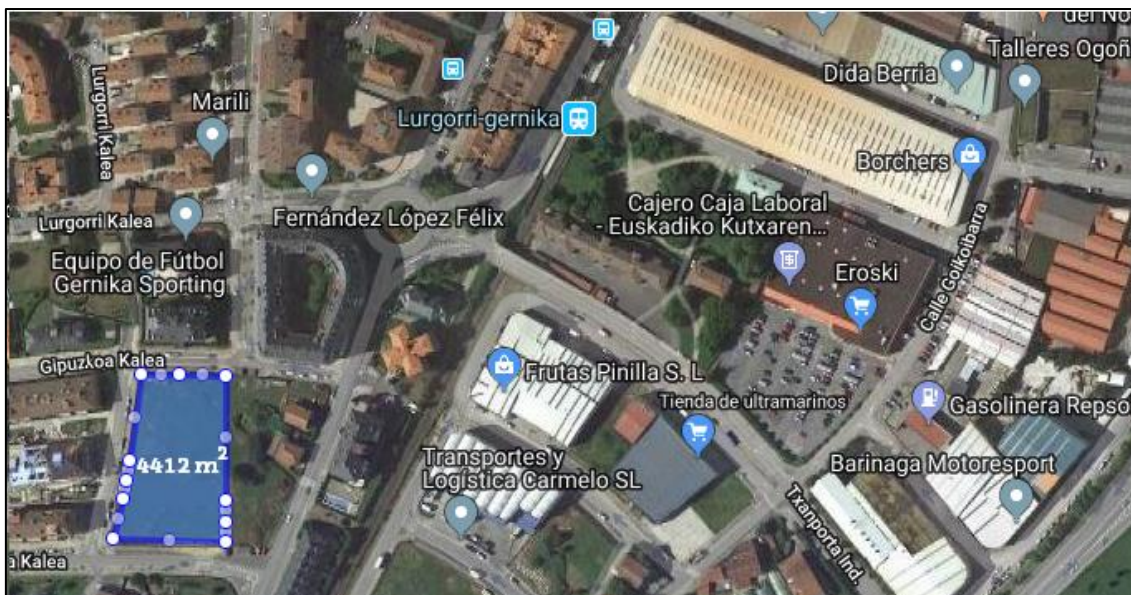 del No
Talleres Ogoñ
Dida Berria
Lurgorri Kalea
Marili
Lurgorri-gernika
Borchers
Fernández López Félix
Cajero Caja Laboral
- Euskadiko Kutxaren...
Lurgorri Kalea
Equipo de Fútbol
Gernika Sporting
Eroski
Calle Goikoibarra
Gipuzkoa Kalea
Frutas Pinilla S. L
Tienda de ultramarinos
Gasolinera Repso
4412 m²
Transportes y
Logística Carmelo SL
Barinaga Motoresport
Txanporta Ind.
a Kalea